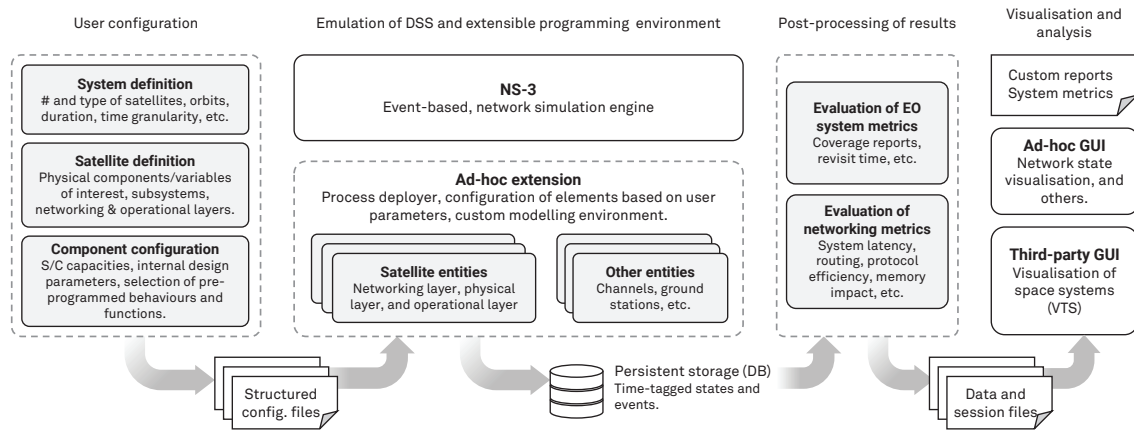 User configuration
System definition
# and type of satellites, orbits,
duration, time granularity, etc.
Satellite definition
Physical components/variables
of interest, subsystems,
networking & operational layers.
Component configuration
S/C capacities, internal design
parameters, selection of pre-
programmed behaviours and
functions.
Structured
config. files
Emulation of DSS and extensible programming environment
NS-3
Event-based, network simulation engine
Ad-hoc extension
Process deployer, configuration of elements based on user
parameters, custom modelling environment.
Satellite entities
Networking layer, physical
layer, and operational layer
Other entities
Channels, ground
stations, etc.
Persistent storage (DB)
Time-tagged states and
events.
Post-processing of results
Evaluation of EO
system metrics
Coverage reports,
revisit time, etc.
Evaluation of
networking metrics
System latency,
routing, protocol
efficiency, memory
impact, etc.
Data and
session files
Visualisation and
analysis
Custom reports
System metrics
Ad-hoc GUI
Network state
visualisation, and
others.
Third-party GUI
Visualisation of
space systems
(VTS)